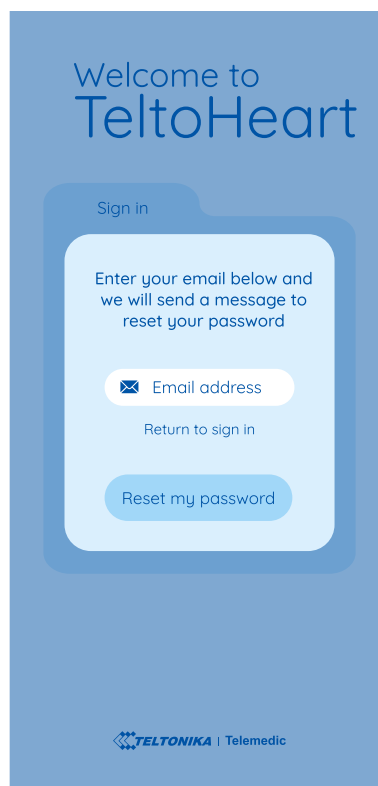 Welcome to
TeltoHeart
Sign in
Enter your email below and
we will send a message to
reset your password
Email address
Return to sign in
Reset my password
TELTONIKA | Telemedic